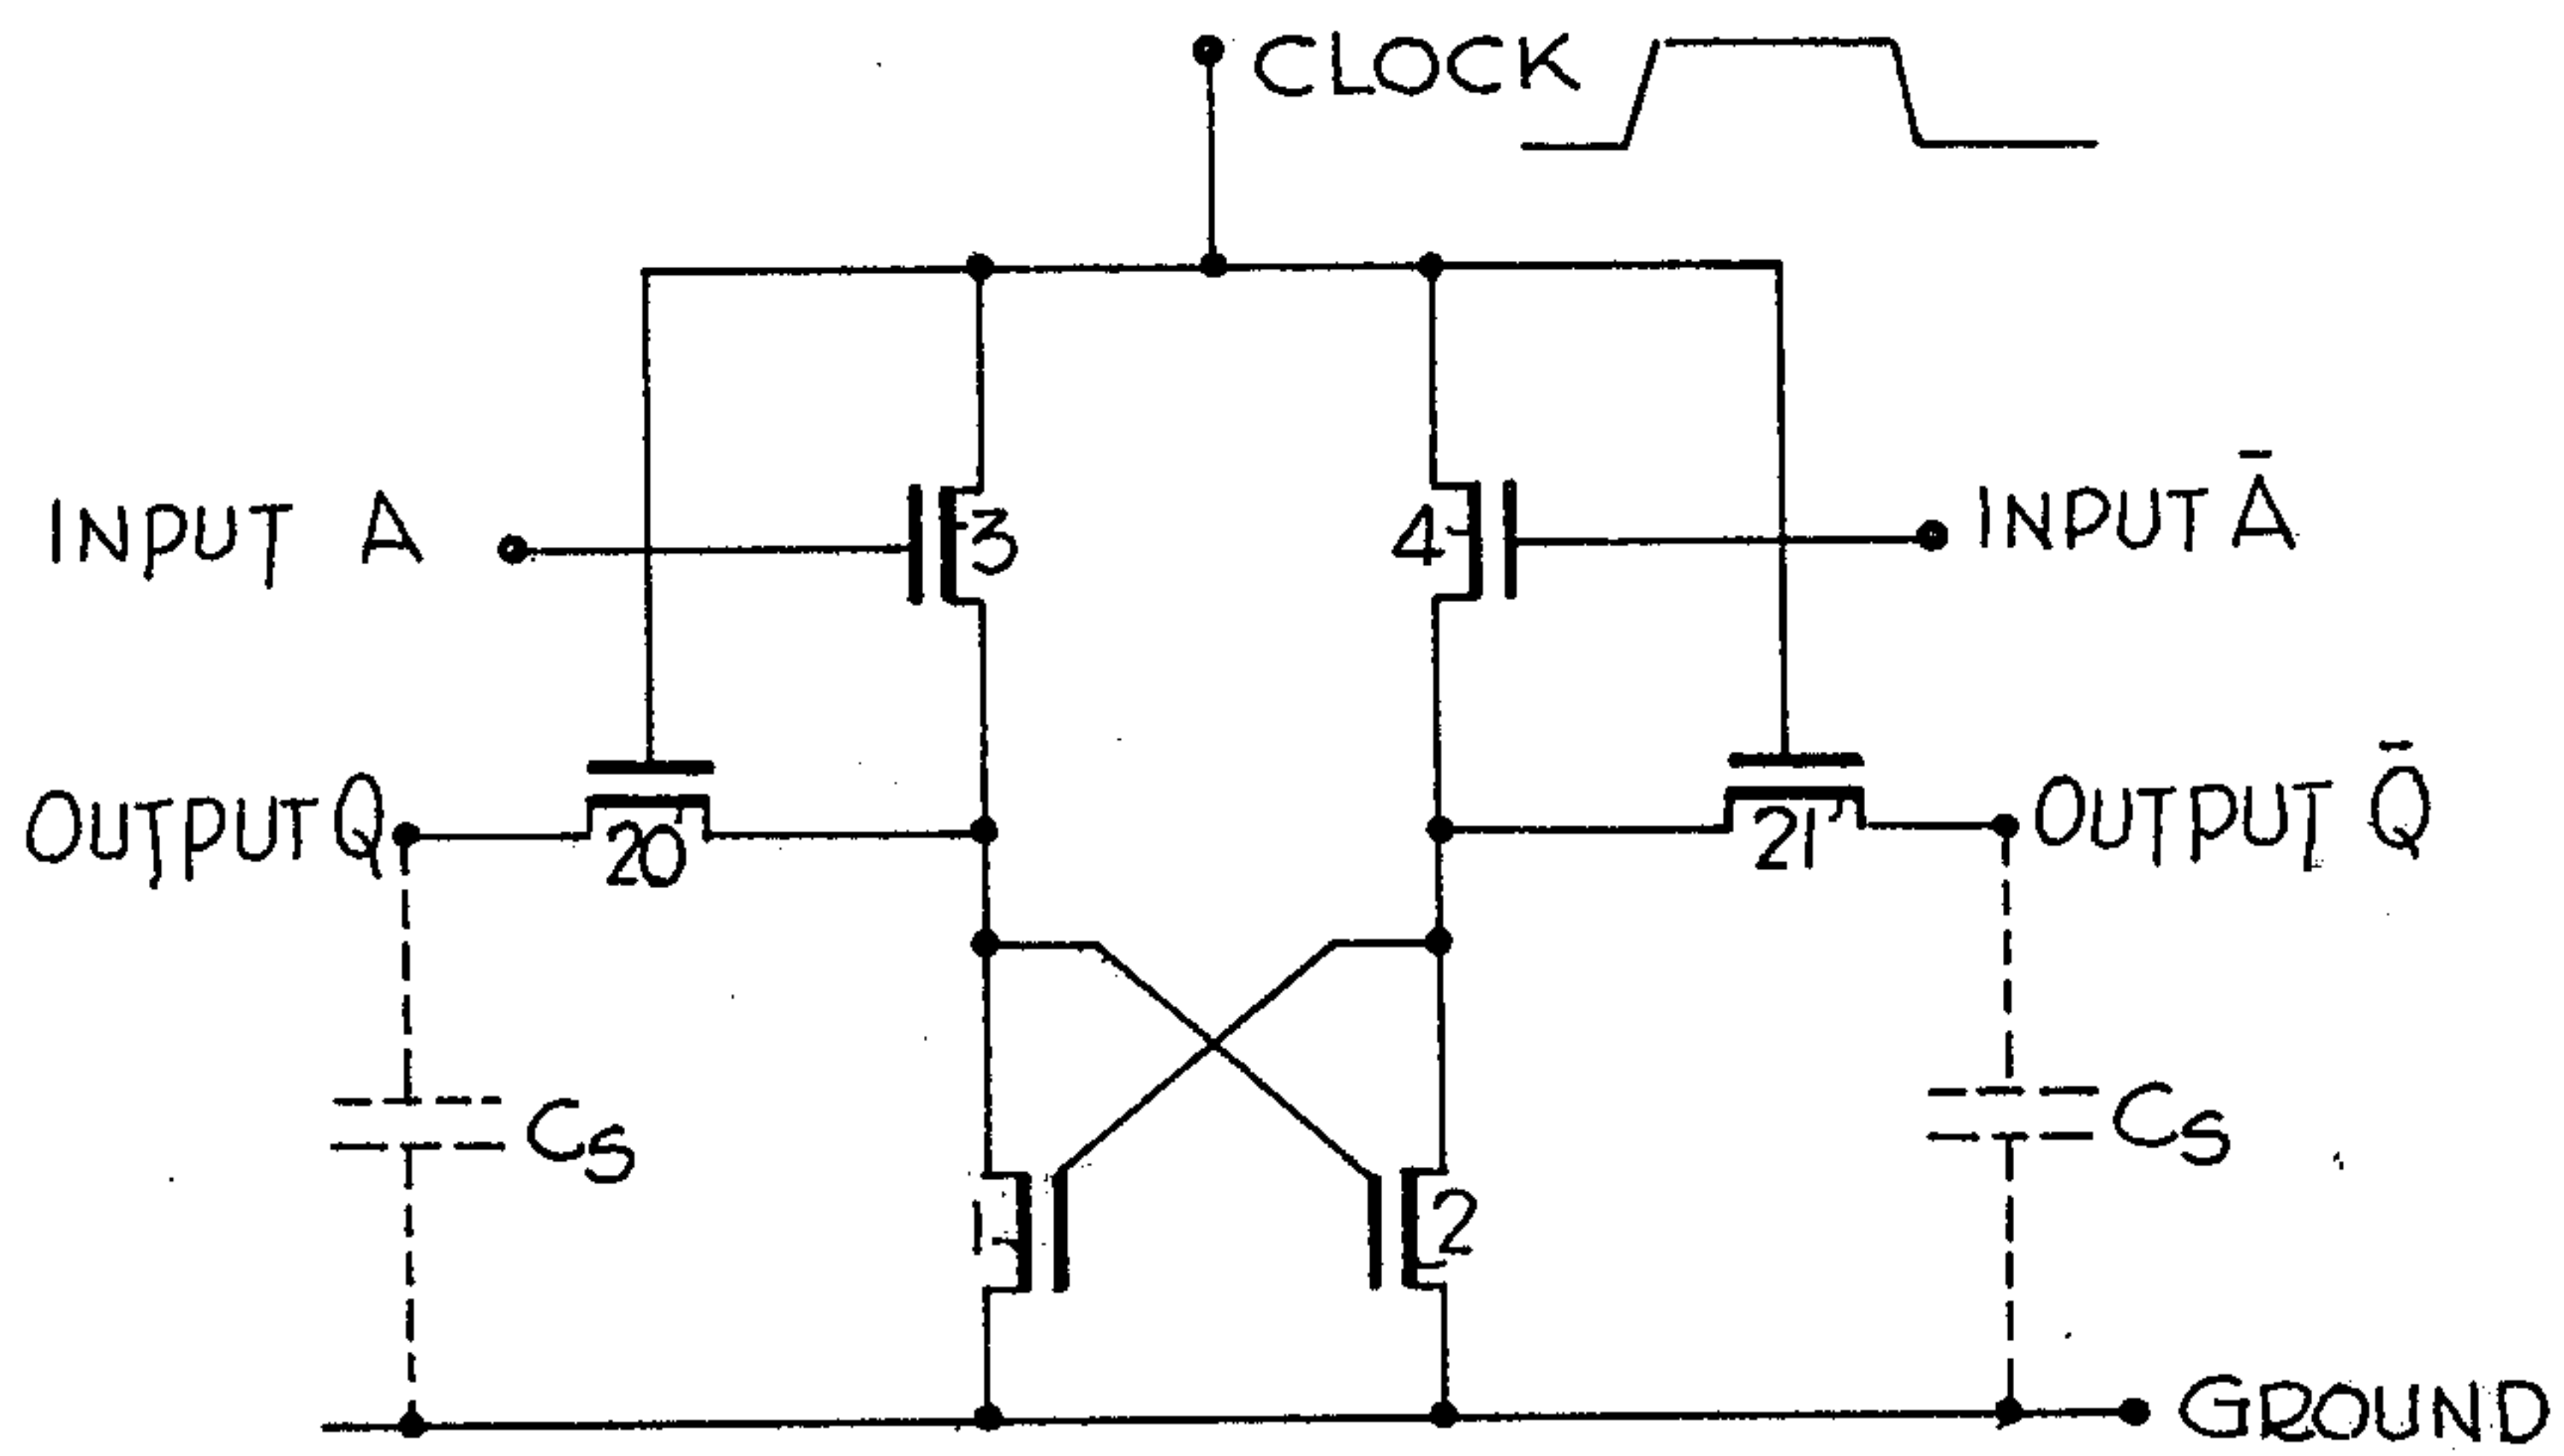 CLOCK
INPUT A
3
4
INPUT Ā
OUTPUT Q
20
21
OUTPUT Q̄
Cs
Cs
1
2
GROUND